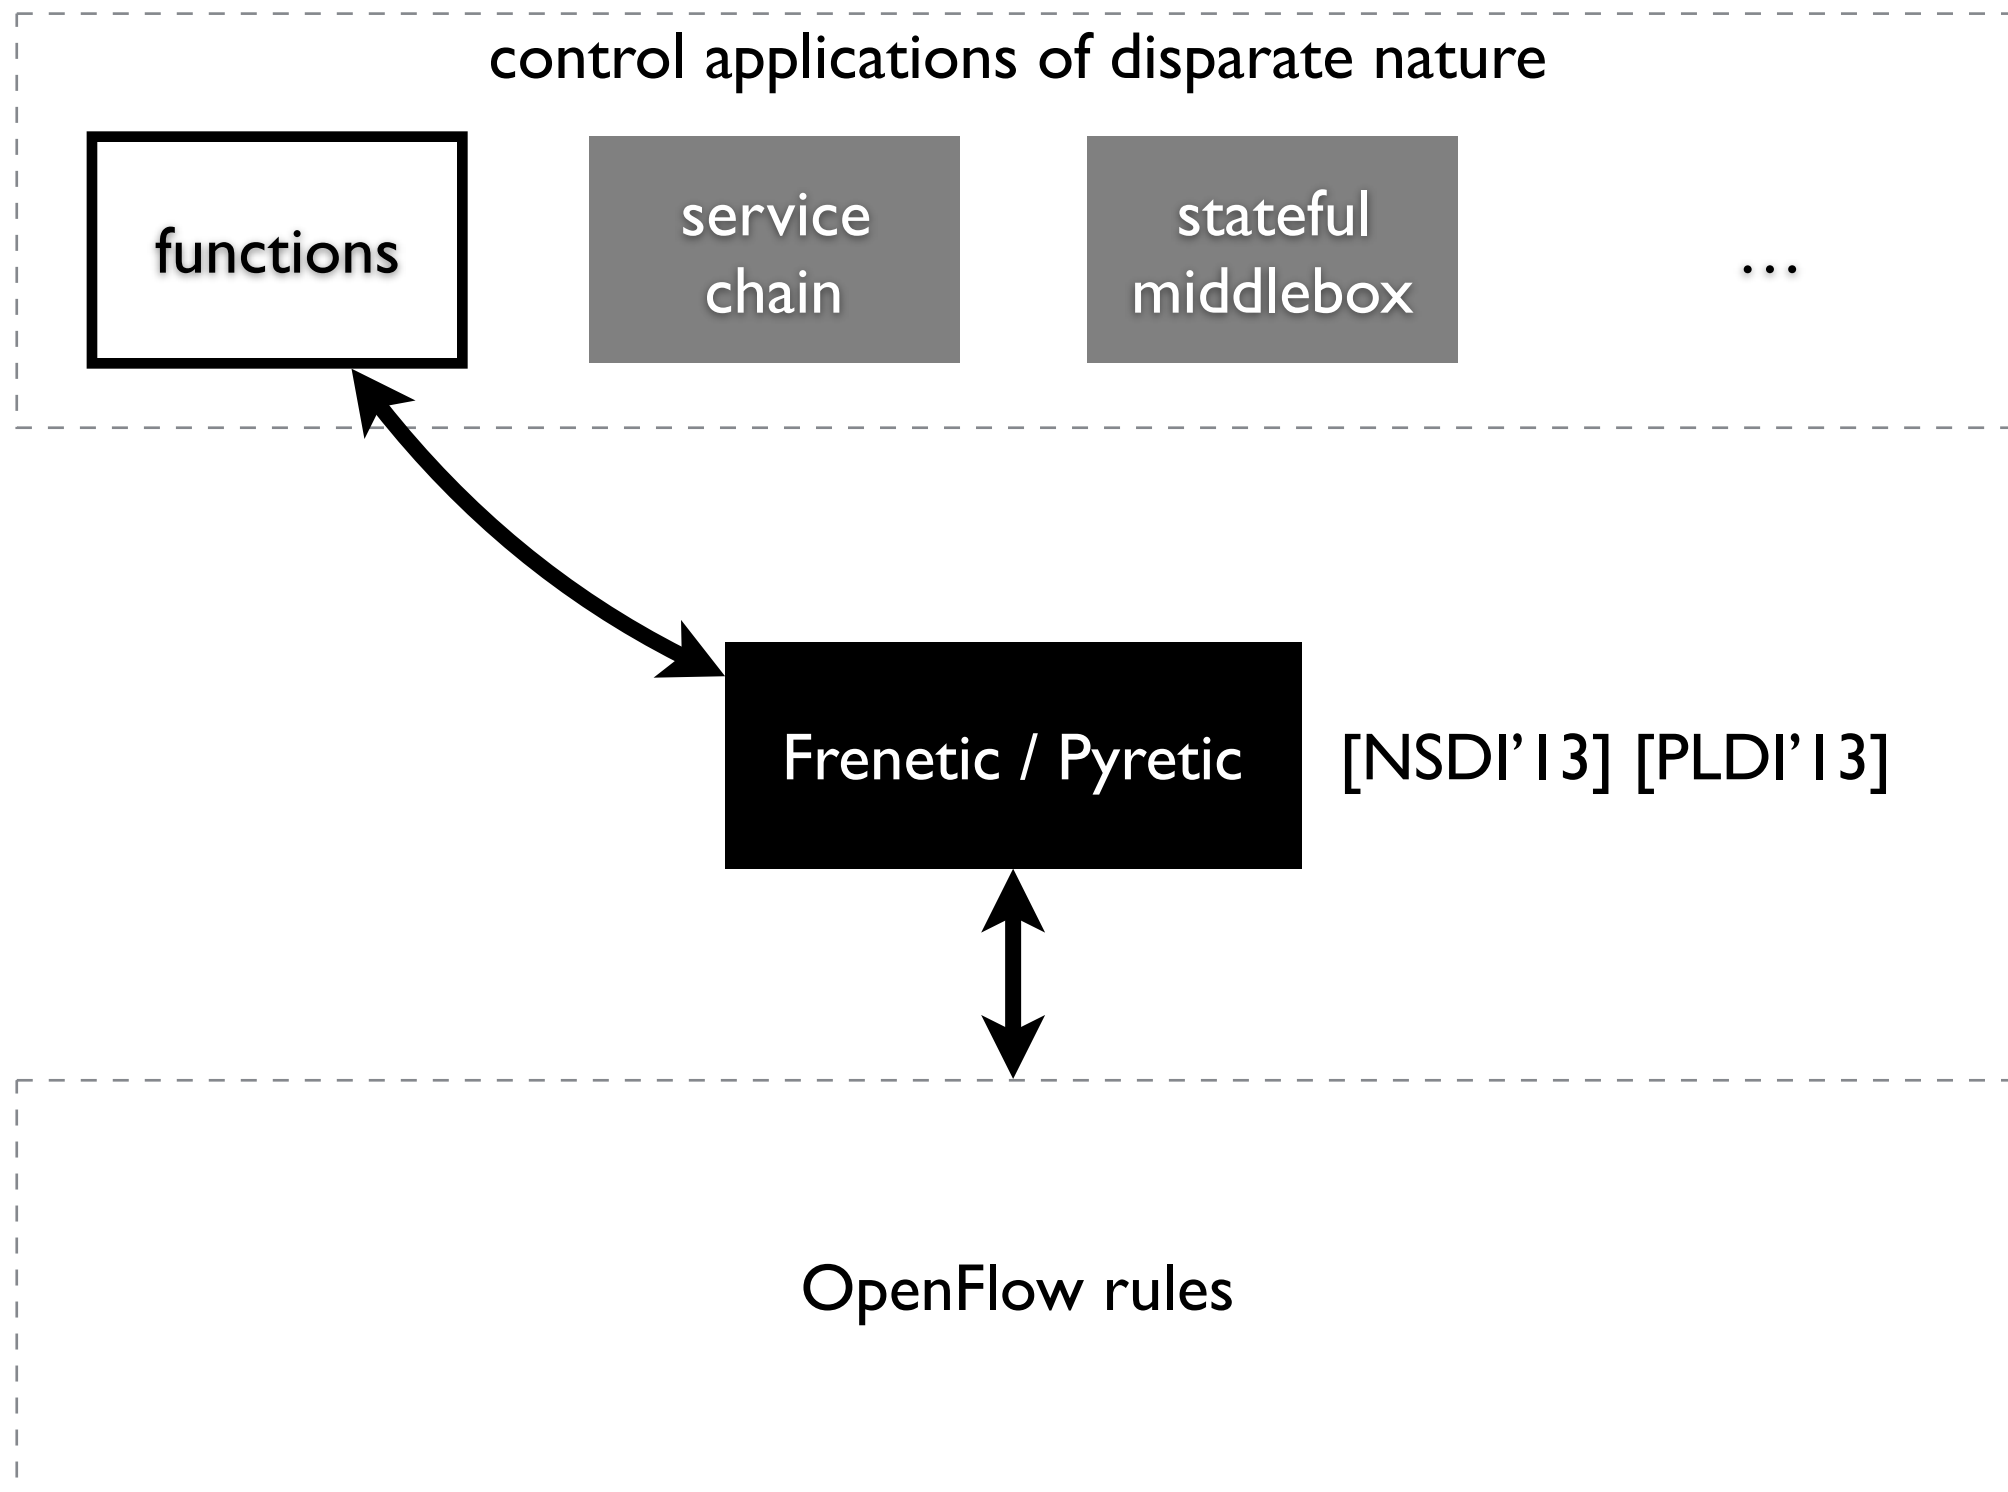 control applications of disparate nature
functions
service
chain
stateful
middlebox
…
Frenetic / Pyretic
[NSDI’13] [PLDI’13]
OpenFlow rules